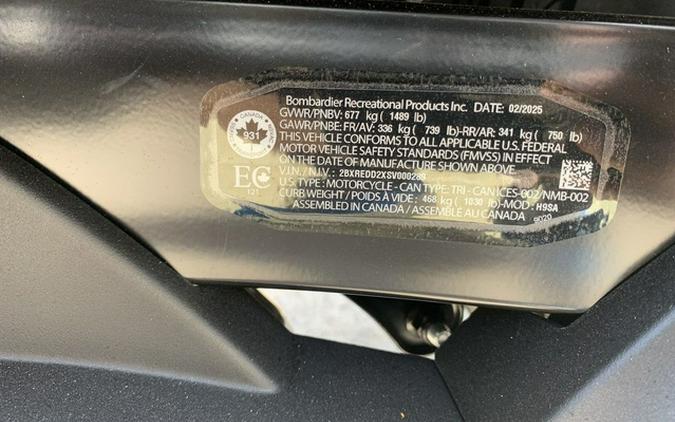 Bombardier Recreational Products Inc. DATE: 02/2025
GVWR/PNBV: 677 kg ( 1489 lb)
GAWR/PNBE: FR/AV: 336 kg ( 739 lb)-RR/AR: 341 kg ( 750 lb)
THIS VEHICLE CONFORMS TO ALL APPLICABLE U.S. FEDERAL
MOTOR VEHICLE SAFETY STANDARDS (FMVSS) IN EFFECT
ON THE DATE OF MANUFACTURE SHOWN ABOVE.
V.I.N. / N.I.V. : 2BXREDD2XSV000289
U.S. TYPE : MOTORCYCLE - CAN TYPE: TRI - CAN ICES-002/NMB-002
CURB WEIGHT / POIDS À VIDE : 468 kg ( 1030 lb)-MOD : H9SA
ASSEMBLED IN CANADA / ASSEMBLÉ AU CANADA 9020
CANADA
931
EC
121